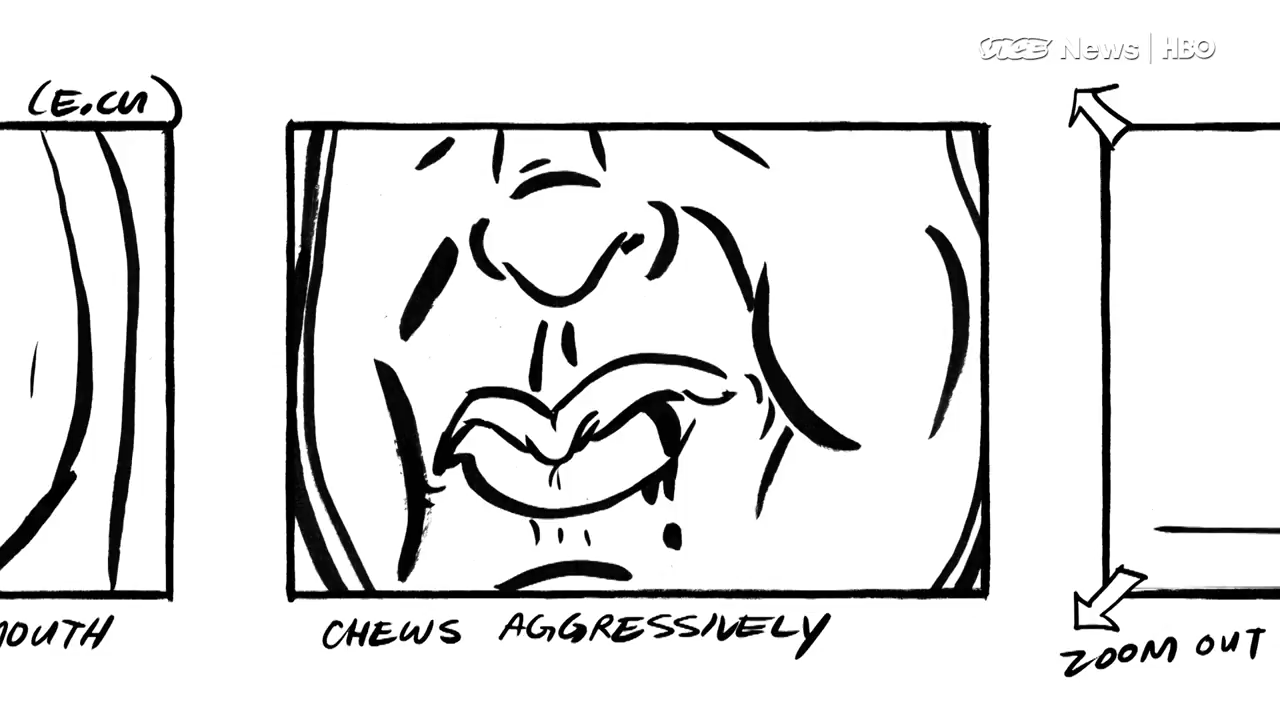 VICE News | HBO
(E.CU)
MOUTH
CHEWS AGGRESSIVELY
ZOOM OUT